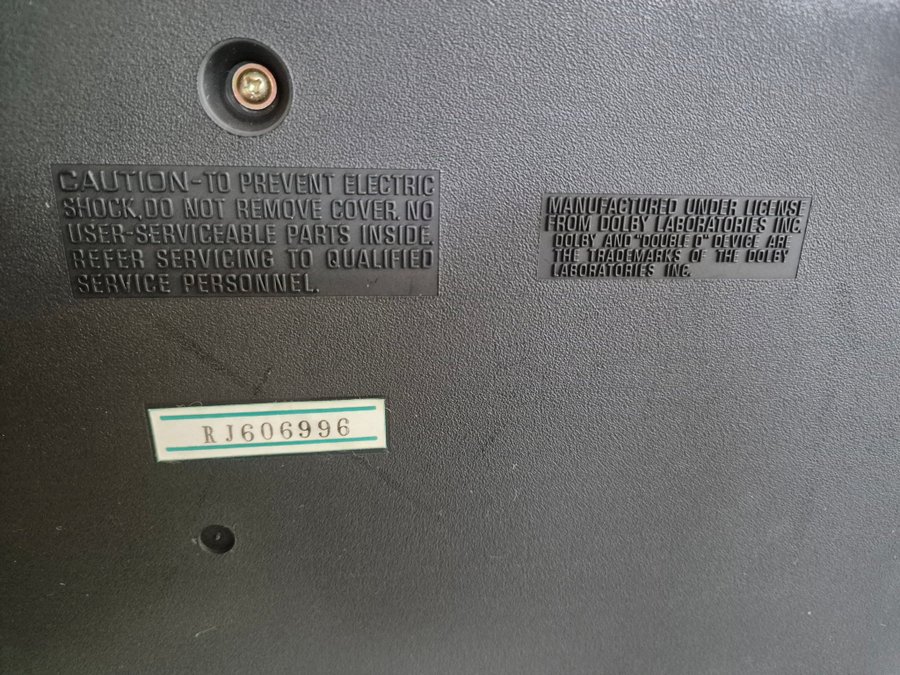 CAUTION-TO PREVENT ELECTRIC
SHOCK, DO NOT REMOVE COVER. NO
USER-SERVICEABLE PARTS INSIDE.
REFER SERVICING TO QUALIFIED
SERVICE PERSONNEL.
MANUFACTURED UNDER LICENSE
FROM DOLBY LABORATORIES INC.
DOLBY AND "DOUBLE D" DEVICE ARE
THE TRADEMARKS OF THE DOLBY
LABORATORIES INC.
RJ606996